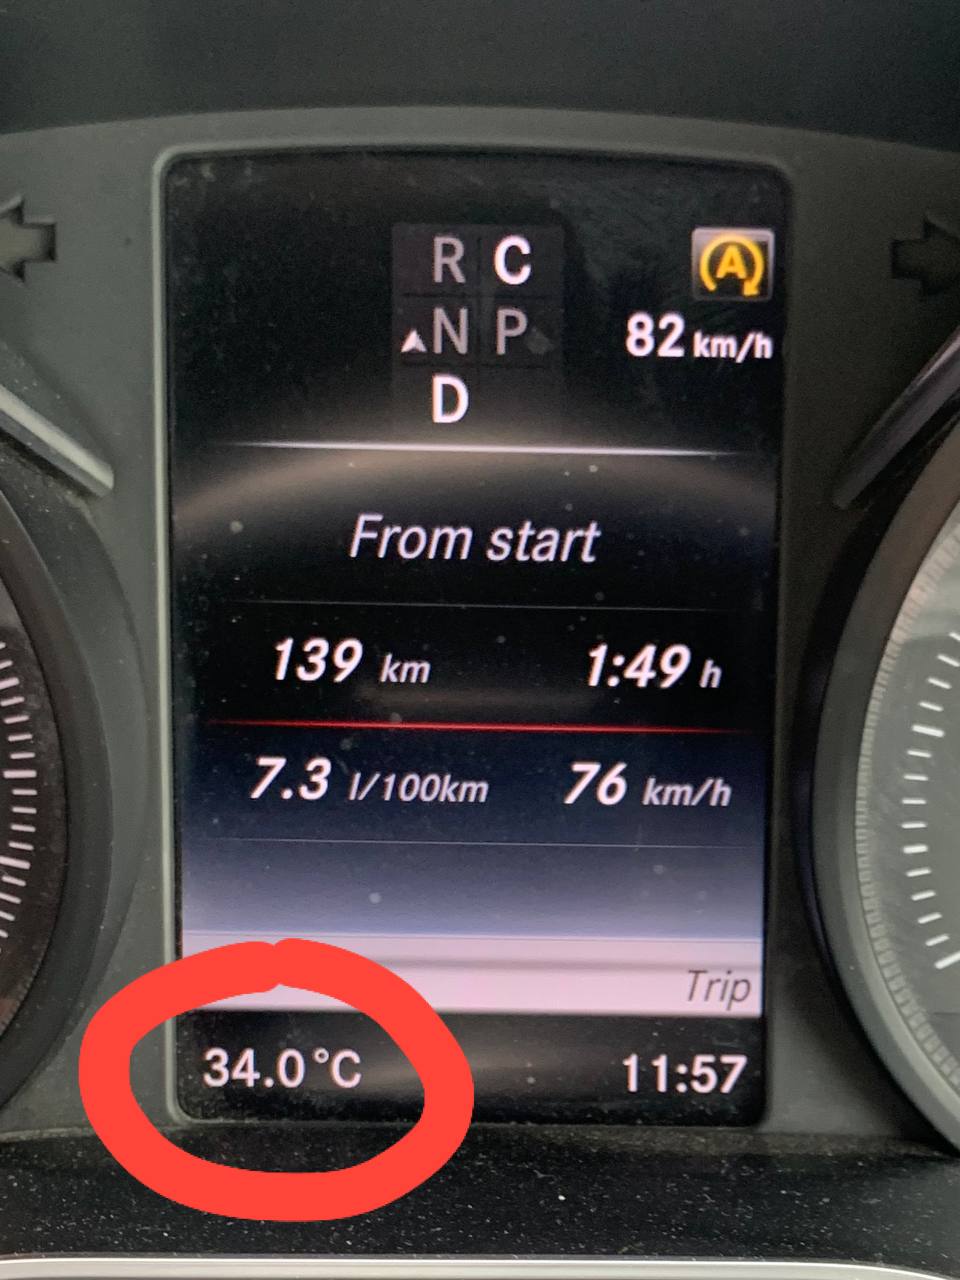 R C
N P
D
A
82 km/h
From start
139 km 1:49 h
7.3 l/100km 76 km/h
Trip
34.0°C 11:57